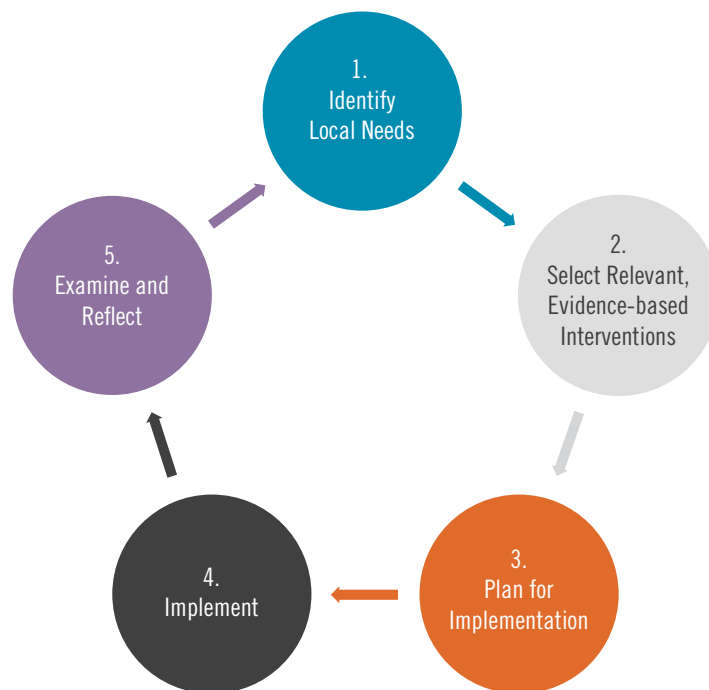 1.
Identify
Local Needs
2.
Select Relevant,
Evidence-based
Interventions
3.
Plan for
Implementation
4.
Implement
5.
Examine and
Reflect